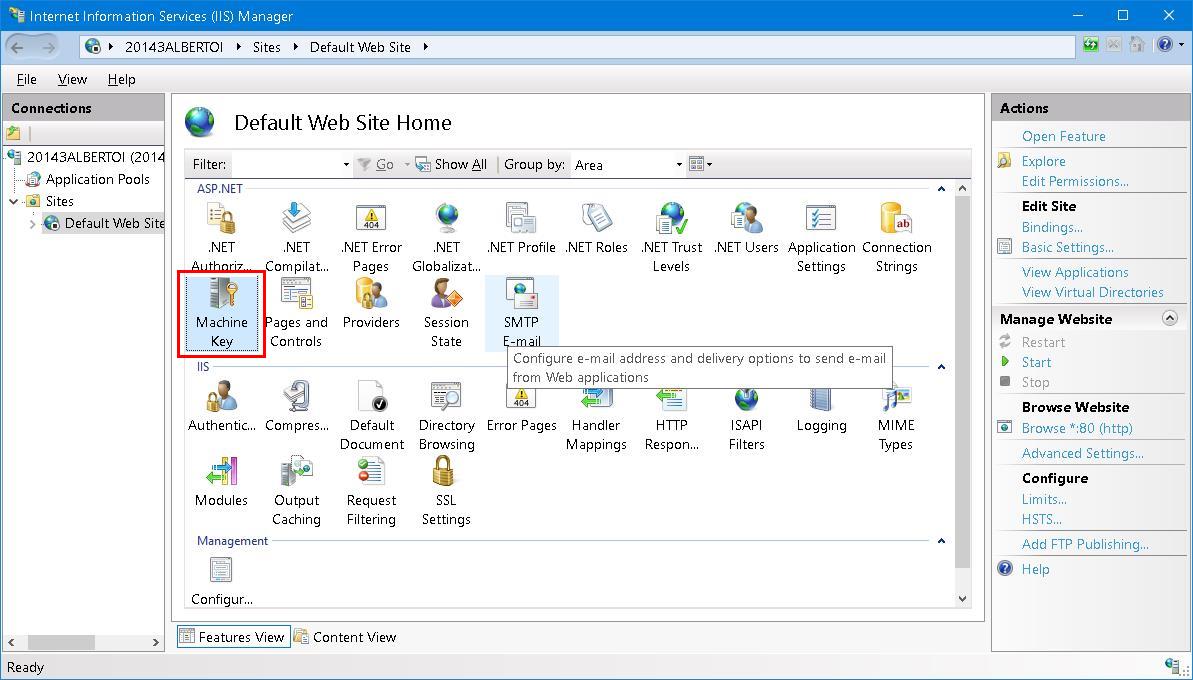 Internet Information Services (IIS) Manager
20143ALBERTOI
Sites
Default Web Site
File View Help
Connections
20143ALBERTOI (2014
Application Pools
Sites
Default Web Site
Default Web Site Home
Filter: Go Show All Group by: Area
ASP.NET
.NET Authoriz...
.NET Compilat...
.NET Error Pages
.NET Globalizat...
.NET Profile
.NET Roles
.NET Trust Levels
.NET Users
Application Settings
Connection Strings
Machine Key
Pages and Controls
Providers
Session State
SMTP E-mail
Configure e-mail address and delivery options to send e-mail
from Web applications
IIS
Authentic...
Compres...
Default Document
Directory Browsing
Error Pages
Handler Mappings
HTTP Respon...
ISAPI Filters
Logging
MIME Types
Modules
Output Caching
Request Filtering
SSL Settings
Management
Configur...
Features View
Content View
Actions
Open Feature
Explore
Edit Permissions...
Edit Site
Bindings...
Basic Settings...
View Applications
View Virtual Directories
Manage Website
Restart
Start
Stop
Browse Website
Browse *:80 (http)
Advanced Settings...
Configure
Limits...
HSTS...
Add FTP Publishing...
Help
Ready